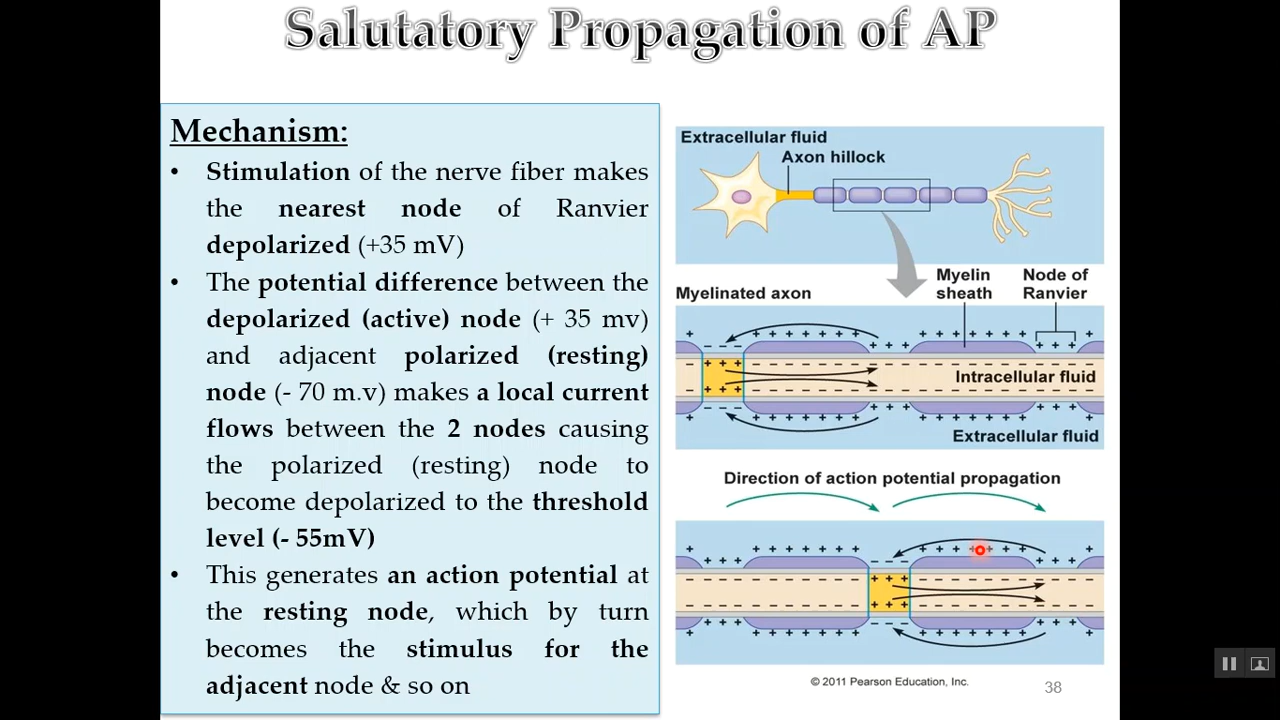 Salutatory Propagation of AP
Mechanism:
• Stimulation of the nerve fiber makes
the nearest node of Ranvier
depolarized (+35 mV)
• The potential difference between the
depolarized (active) node (+ 35 mv)
and adjacent polarized (resting)
node (- 70 m.v) makes a local current
flows between the 2 nodes causing
the polarized (resting) node to
become depolarized to the threshold
level (- 55mV)
• This generates an action potential at
the resting node, which by turn
becomes the stimulus for the
adjacent node & so on
Extracellular fluid
Axon hillock
Myelinated axon
Myelin
sheath
Node of
Ranvier
Intracellular fluid
Extracellular fluid
Direction of action potential propagation
© 2011 Pearson Education, Inc.
38